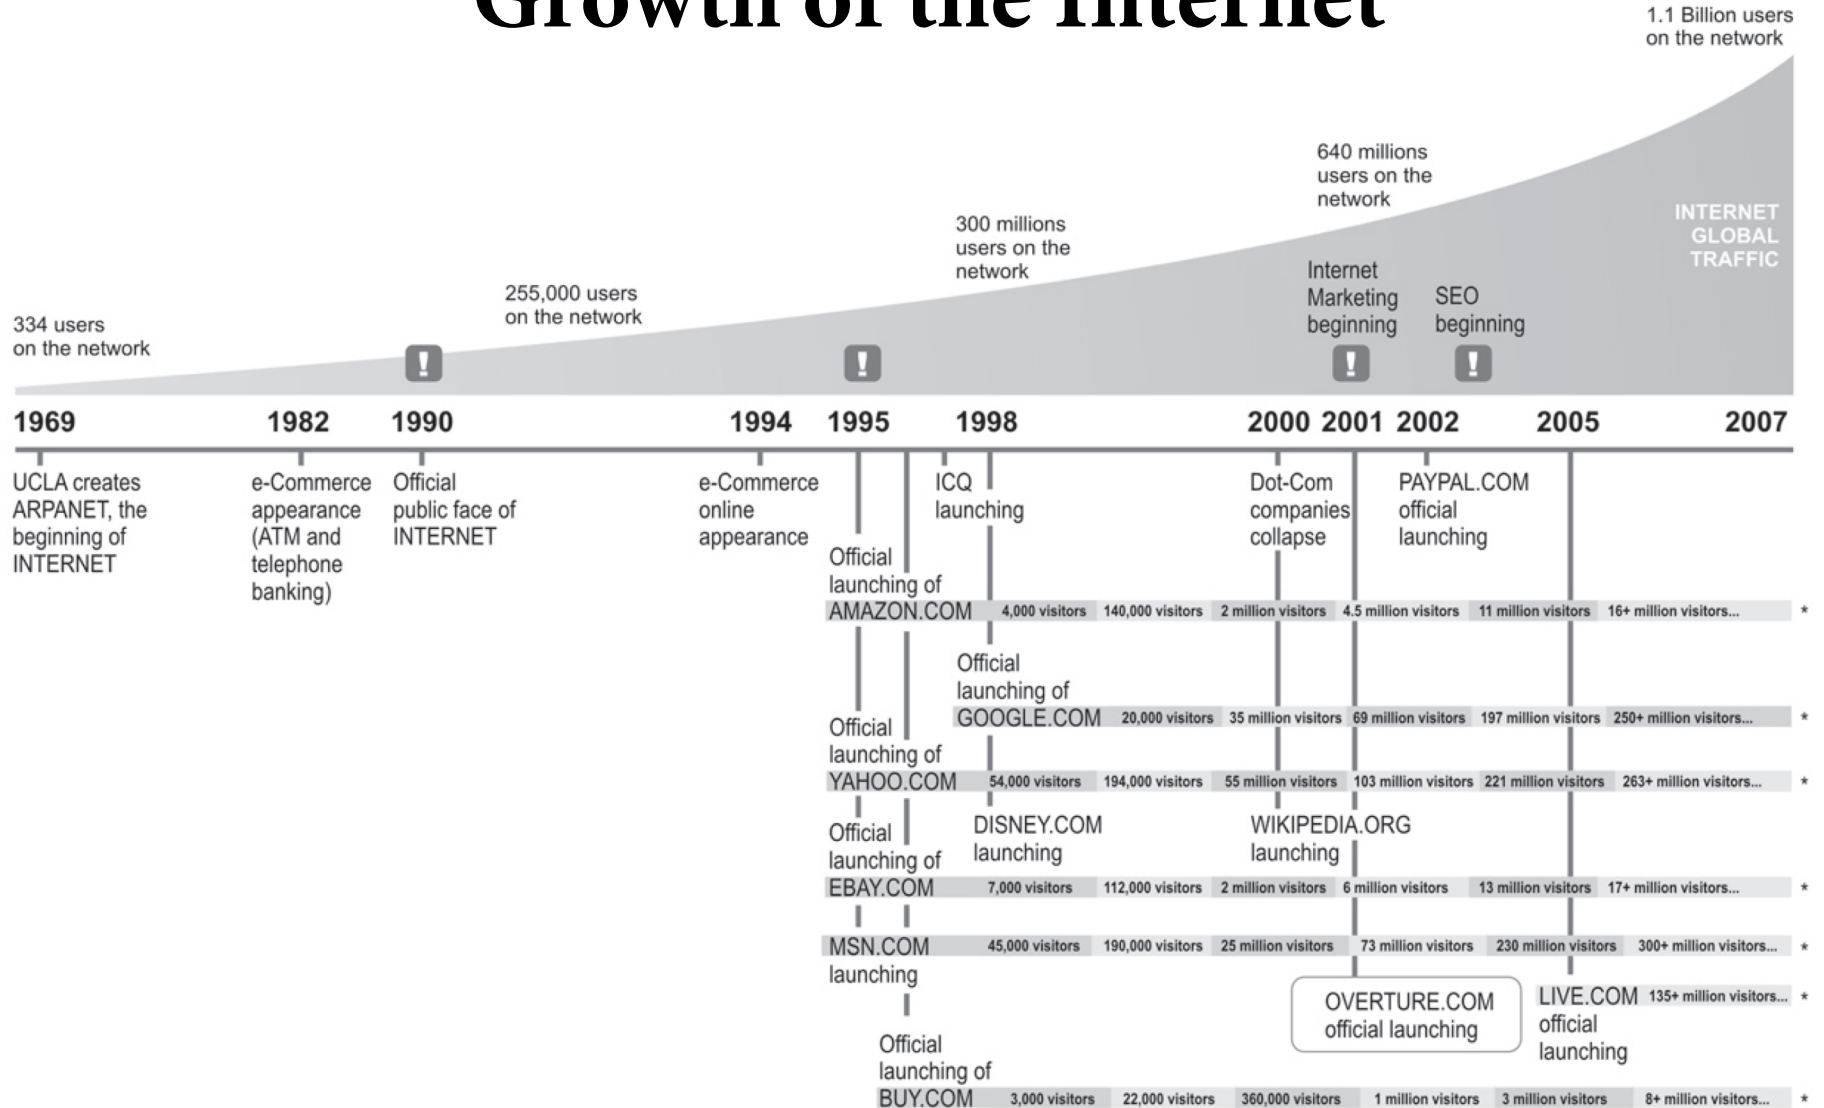 Growth of the Internet
1.1 Billion users
on the network
640 millions
users on the
network
300 millions
users on the
network
INTERNET
GLOBAL
TRAFFIC
Internet
Marketing
beginning
SEO
beginning
255,000 users
on the network
334 users
on the network
!
!
!
!
1969 1982 1990 1994 1995 1998 2000 2001 2002 2005 2007
UCLA creates
ARPANET, the
beginning of
INTERNET
e-Commerce
appearance
(ATM and
telephone
banking)
Official
public face of
INTERNET
e-Commerce
online
appearance
ICQ
launching
Dot-Com
companies
collapse
PAYPAL.COM
official
launching
Official
launching of
AMAZON.COM 4,000 visitors 140,000 visitors 2 million visitors 4.5 million visitors 11 million visitors 16+ million visitors... *
Official
launching of
GOOGLE.COM 20,000 visitors 35 million visitors 69 million visitors 197 million visitors 250+ million visitors... *
Official
launching of
YAHOO.COM 54,000 visitors 194,000 visitors 55 million visitors 103 million visitors 221 million visitors 263+ million visitors... *
DISNEY.COM
launching
WIKIPEDIA.ORG
launching
Official
launching of
EBAY.COM 7,000 visitors 112,000 visitors 2 million visitors 6 million visitors 13 million visitors 17+ million visitors... *
MSN.COM 45,000 visitors 190,000 visitors 25 million visitors 73 million visitors 230 million visitors 300+ million visitors... *
launching
OVERTURE.COM
official launching
LIVE.COM 135+ million visitors... *
official
launching
Official
launching of
BUY.COM 3,000 visitors 22,000 visitors 360,000 visitors 1 million visitors 3 million visitors 8+ million visitors... *